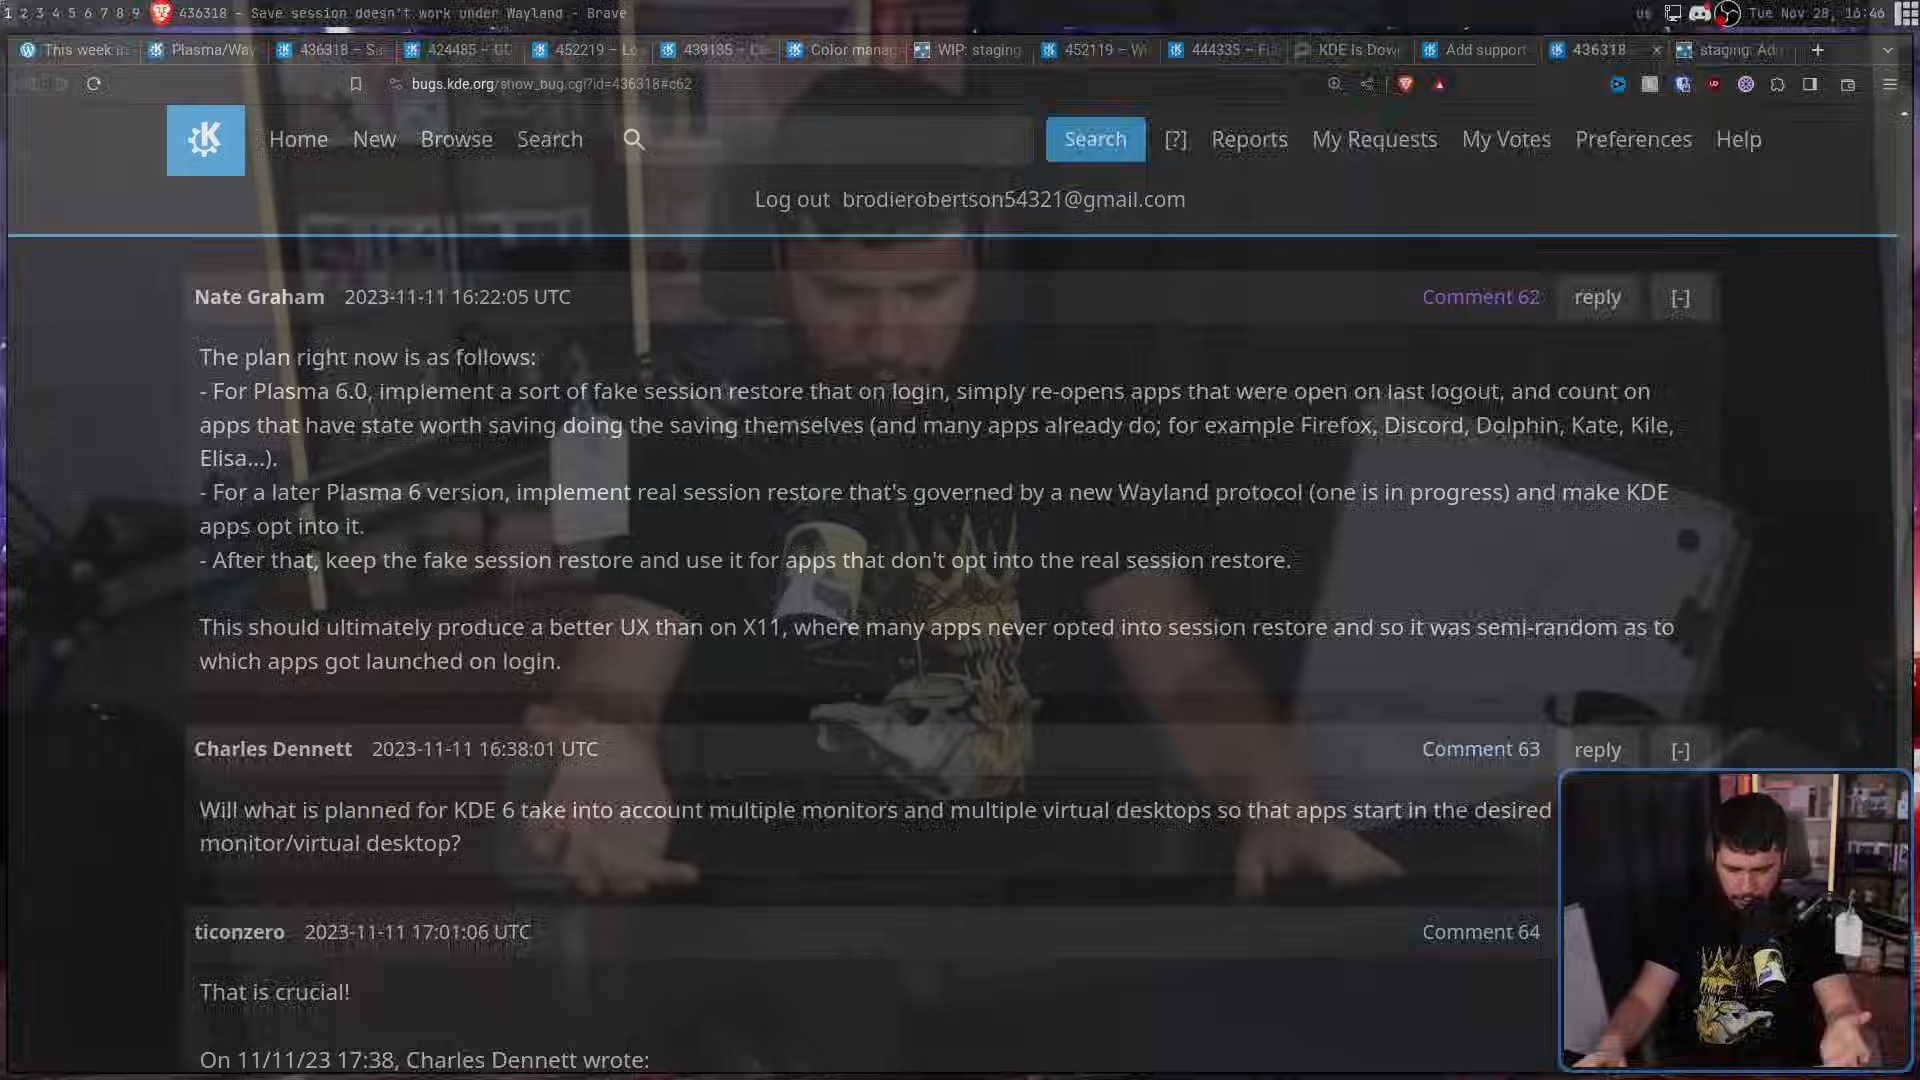 1 2 3 4 5 6 7 8 9 436318 – Save session doesn't work under Wayland - Brave
us Tue Nov 28, 16:46
This week in Plasma/Way 436318 – S 424485 – 452219 – Lo 439135 – Color manag WIP: staging 452119 – Wi 444335 – KDE Is Dow Add support 436318 staging: Ad
bugs.kde.org/show_bug.cgi?id=436318#c62
Home New Browse Search Search [?] Reports My Requests My Votes Preferences Help
Log out brodierobertson54321@gmail.com
Nate Graham 2023-11-11 16:22:05 UTC Comment 62 reply [-]
The plan right now is as follows:
- For Plasma 6.0, implement a sort of fake session restore that on login, simply re-opens apps that were open on last logout, and count on
apps that have state worth saving doing the saving themselves (and many apps already do; for example Firefox, Discord, Dolphin, Kate, Kile,
Elisa...).
- For a later Plasma 6 version, implement real session restore that's governed by a new Wayland protocol (one is in progress) and make KDE
apps opt into it.
- After that, keep the fake session restore and use it for apps that don't opt into the real session restore.
This should ultimately produce a better UX than on X11, where many apps never opted into session restore and so it was semi-random as to
which apps got launched on login.
Charles Dennett 2023-11-11 16:38:01 UTC Comment 63 reply [-]
Will what is planned for KDE 6 take into account multiple monitors and multiple virtual desktops so that apps start in the desired
monitor/virtual desktop?
ticonzero 2023-11-11 17:01:06 UTC Comment 64
That is crucial!
On 11/11/23 17:38, Charles Dennett wrote: